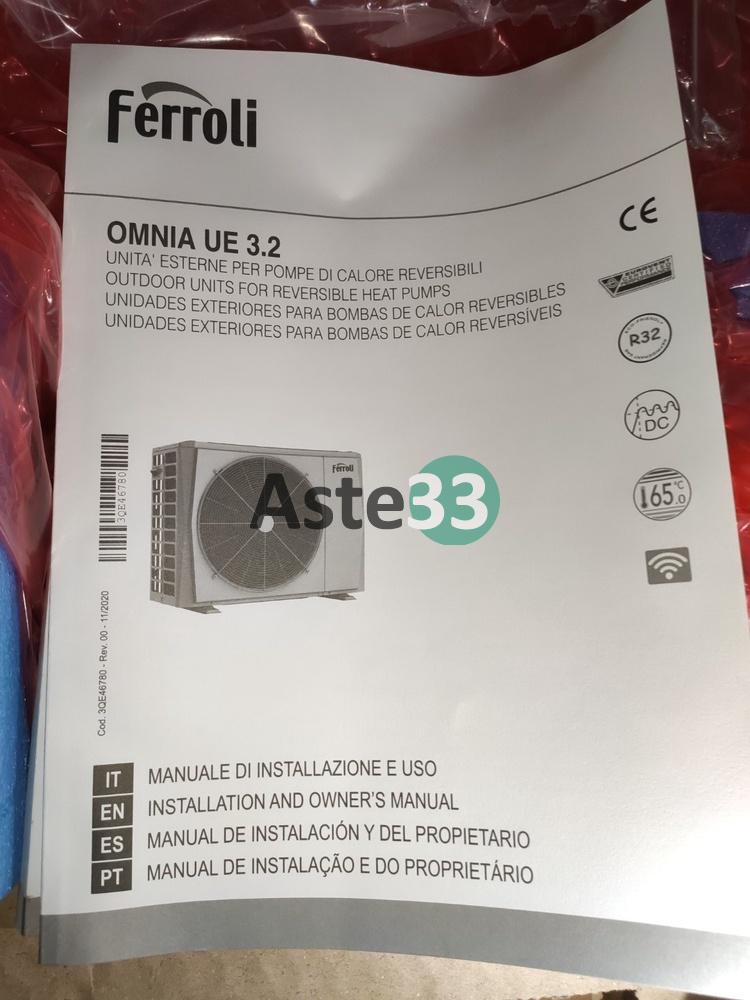 Ferroli
OMNIA UE 3.2
UNITA' ESTERNE PER POMPE DI CALORE REVERSIBILI
OUTDOOR UNITS FOR REVERSIBLE HEAT PUMPS
UNIDADES EXTERIORES PARA BOMBAS DE CALOR REVERSIBLES
UNIDADES EXTERIORES PARA BOMBAS DE CALOR REVERSÍVEIS
CE
R32
DC
65°C
.0
3QE46780
Ferroli
Aste33
Cod. 3QE46780 - Rev. 00 - 11/2020
IT MANUALE DI INSTALLAZIONE E USO
EN INSTALLATION AND OWNER'S MANUAL
ES MANUAL DE INSTALACIÓN Y DEL PROPIETARIO
PT MANUAL DE INSTALAÇÃO E DO PROPRIETÁRIO